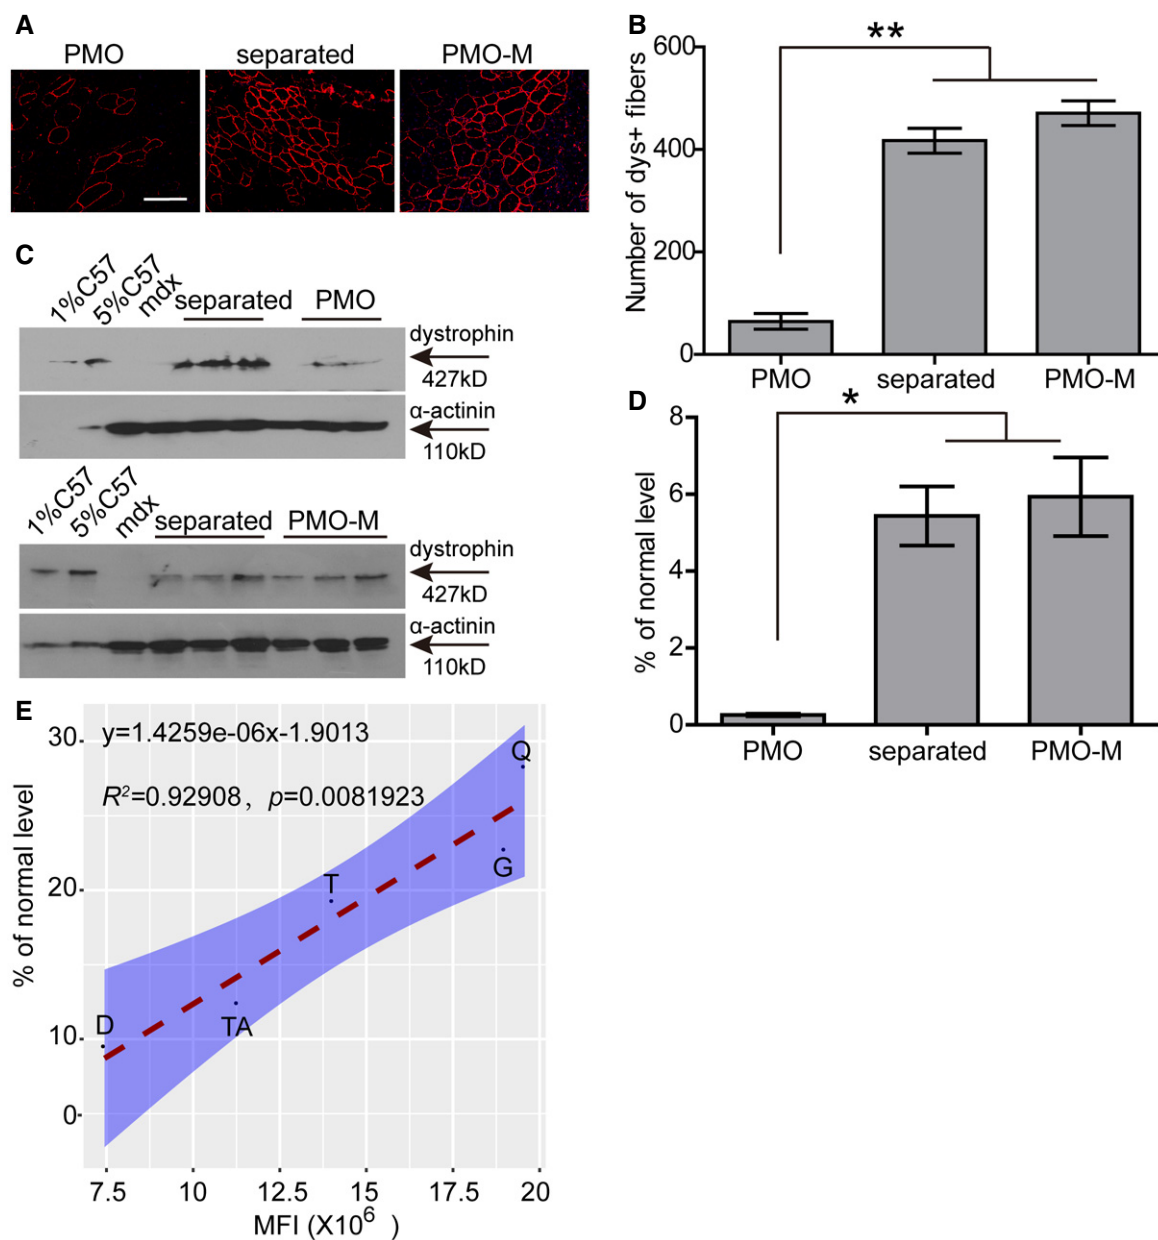 A
PMO separated PMO-M
B
**
Number of dys+ fibers
600
400
200
0
PMO separated PMO-M
C
1%C57 5%C57 mdx separated PMO
dystrophin
427kD
α-actinin
110kD
1%C57 5%C57 mdx separated PMO-M
dystrophin
427kD
α-actinin
110kD
D
*
% of normal level
8
6
4
2
0
PMO separated PMO-M
E
y=1.4259e-06x-1.9013
R²=0.92908, p=0.0081923
% of normal level
30
20
10
0
D
TA
T
G
Q
7.5 10 12.5 15 17.5 20
MFI (X10⁶ )